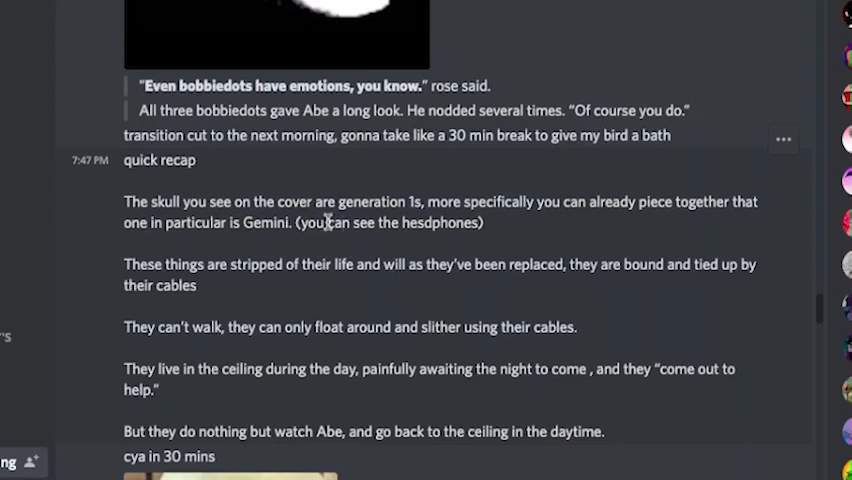 "Even bobbiedots have emotions, you know." rose said.
All three bobbiedots gave Abe a long look. He nodded several times. "Of course you do."
transition cut to the next morning, gonna take like a 30 min break to give my bird a bath
7:47 PM quick recap
The skull you see on the cover are generation 1s, more specifically you can already piece together that
one in particular is Gemini. (you can see the hesdphones)
These things are stripped of their life and will as they've been replaced, they are bound and tied up by
their cables
They can't walk, they can only float around and slither using their cables.
They live in the ceiling during the day, painfully awaiting the night to come , and they "come out to
help."
But they do nothing but watch Abe, and go back to the ceiling in the daytime.
cya in 30 mins
'S
ng